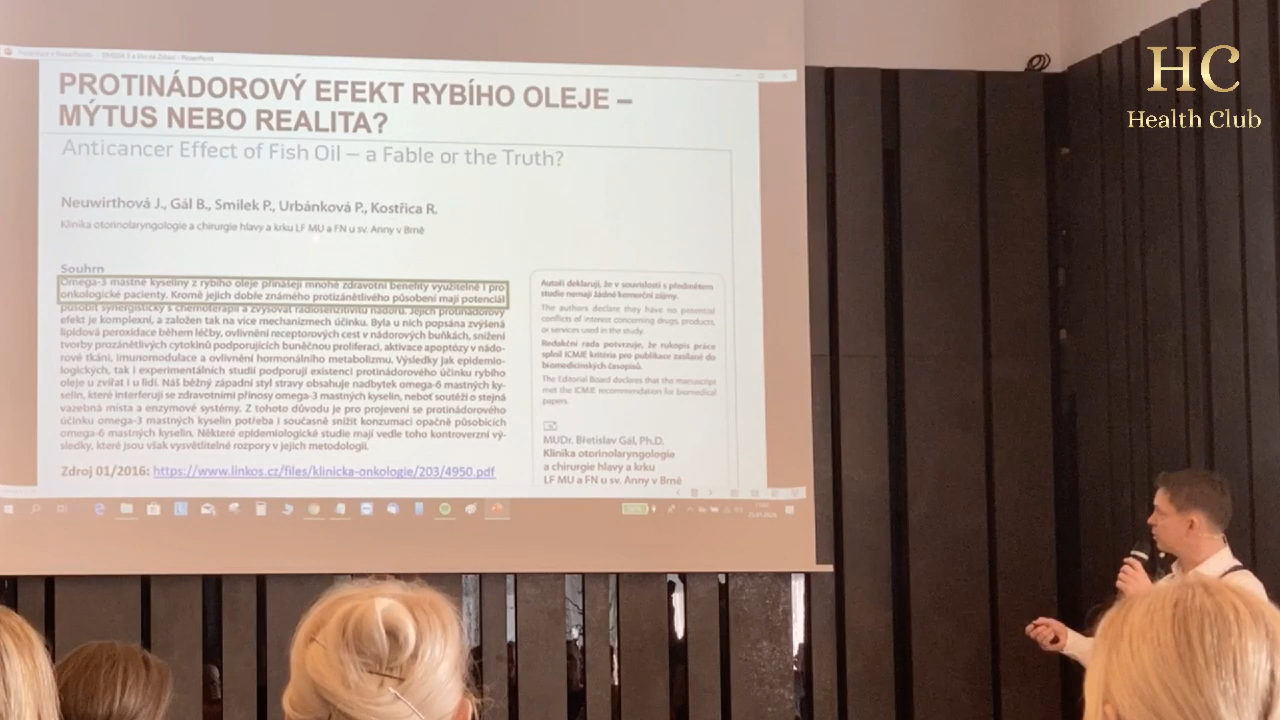 HC
Health Club
PROTINÁDOROVÝ EFEKT RYBÍHO OLEJE –
MÝTUS NEBO REALITA?
Anticancer Effect of Fish Oil – a Fable or the Truth?
Neuwirthová J., Gál B., Smilek P., Urbánková P., Kostřica R.
Klinika otorinolaryngologie a chirurgie hlavy a krku LF MU a FN u sv. Anny v Brně
Souhrn
Omega-3 mastné kyseliny z rybího oleje přinášejí mnohé zdravotní benefity využitelné i pro
onkologické pacienty. Kromě jejich dobře známého protizánětlivého působení mají potenciál
působit synergisticky s chemoterapií a zvyšovat radiosenzitivitu nádorů. Jejich protinádorový
efekt je komplexní, a založen tak na více mechanizmech účinku. Byla u nich popsána zvýšená
lipidová peroxidace během léčby, ovlivnění receptorových cest v nádorových buňkách, snížení
tvorby prozánětlivých cytokinů podporujících buněčnou proliferaci, aktivace apoptózy v nádo-
rové tkáni, imunomodulace a ovlivnění hormonálního metabolizmu. Výsledky jak epidemio-
logických, tak i experimentálních studií podporují existenci protinádorového účinku rybího
oleje u zvířat i u lidí. Náš běžný západní styl stravy obsahuje nadbytek omega-6 mastných ky-
selin, které interferují se zdravotními přínosy omega-3 mastných kyselin, neboť soutěží o stejná
vazebná místa a enzymové systémy. Z tohoto důvodu je pro projevení se protinádorového
účinku omega-3 mastných kyselin potřeba i současně snížit konzumaci opačně působících
omega-6 mastných kyselin. Některé epidemiologické studie mají vedle toho kontroverzní vý-
sledky, které jsou však vysvětlitelné rozpory v jejich metodologii.
Zdroj 01/2016: https://www.linkos.cz/files/klinicka-onkologie/203/4950.pdf
Autoři deklarují, že v souvislosti s předmětem
studie nemají žádné komerční zájmy.
The authors declare they have no potential
conflicts of interest concerning drugs, products,
or services used in the study.
Redakční rada potvrzuje, že rukopis práce
splnil ICMJE kritéria pro publikace zasílané do
biomedicínských časopisů.
The Editorial Board declares that the manuscript
met the ICMJE recommendation for biomedical
papers.
MUDr. Břetislav Gál, Ph.D.
Klinika otorinolaryngologie
a chirurgie hlavy a krku
LF MU a FN u sv. Anny v Brně